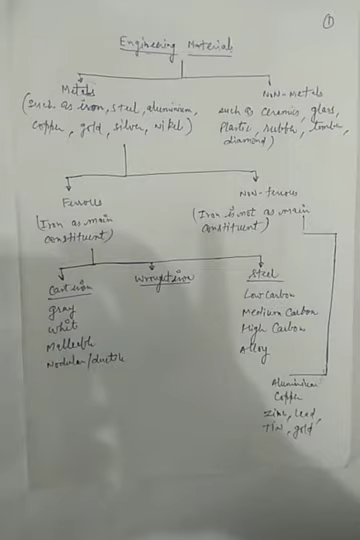 1
Engineering Materials
Metals
(such as iron, steel, aluminium,
copper, gold, silver, nikel)
Non-metals
such as ceramics, glass,
Plastic, rubber, timber,
diamond)
Ferrous
(Iron as main
constituent)
Non-ferrous
(Iron is not as main
constituent)
Cast iron
gray
whit
Malleable
Nodular/ductile
Wrought iron
Steel
Low Carbon
Medium Carbon
High Carbon
Alloy
Aluminium
Copper
Zinc, lead,
TIN, gold